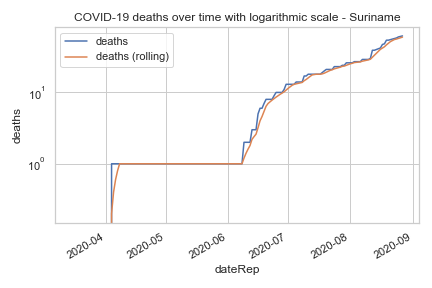 COVID-19 deaths over time with logarithmic scale - Suriname
deaths
deaths (rolling)
10¹
10⁰
deaths
2020-04
2020-05
2020-06
2020-07
2020-08
2020-09
dateRep